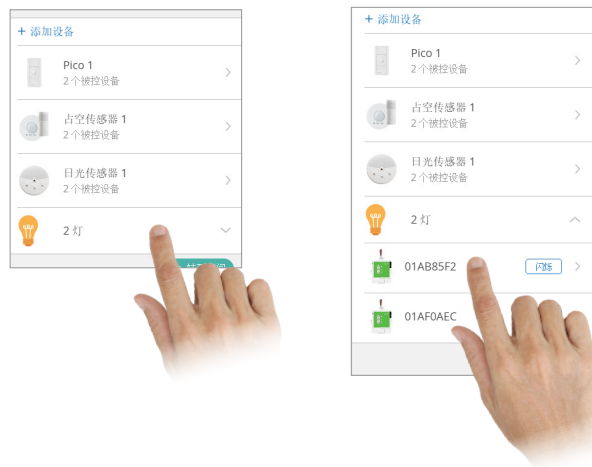 + 添加设备
Pico 1
2 个被控设备
占空传感器 1
2 个被控设备
日光传感器 1
2 个被控设备
2 灯
+ 添加设备
Pico 1
2 个被控设备
占空传感器 1
2 个被控设备
日光传感器 1
2 个被控设备
2 灯
01AB85F2
闪烁
01AF0AEC